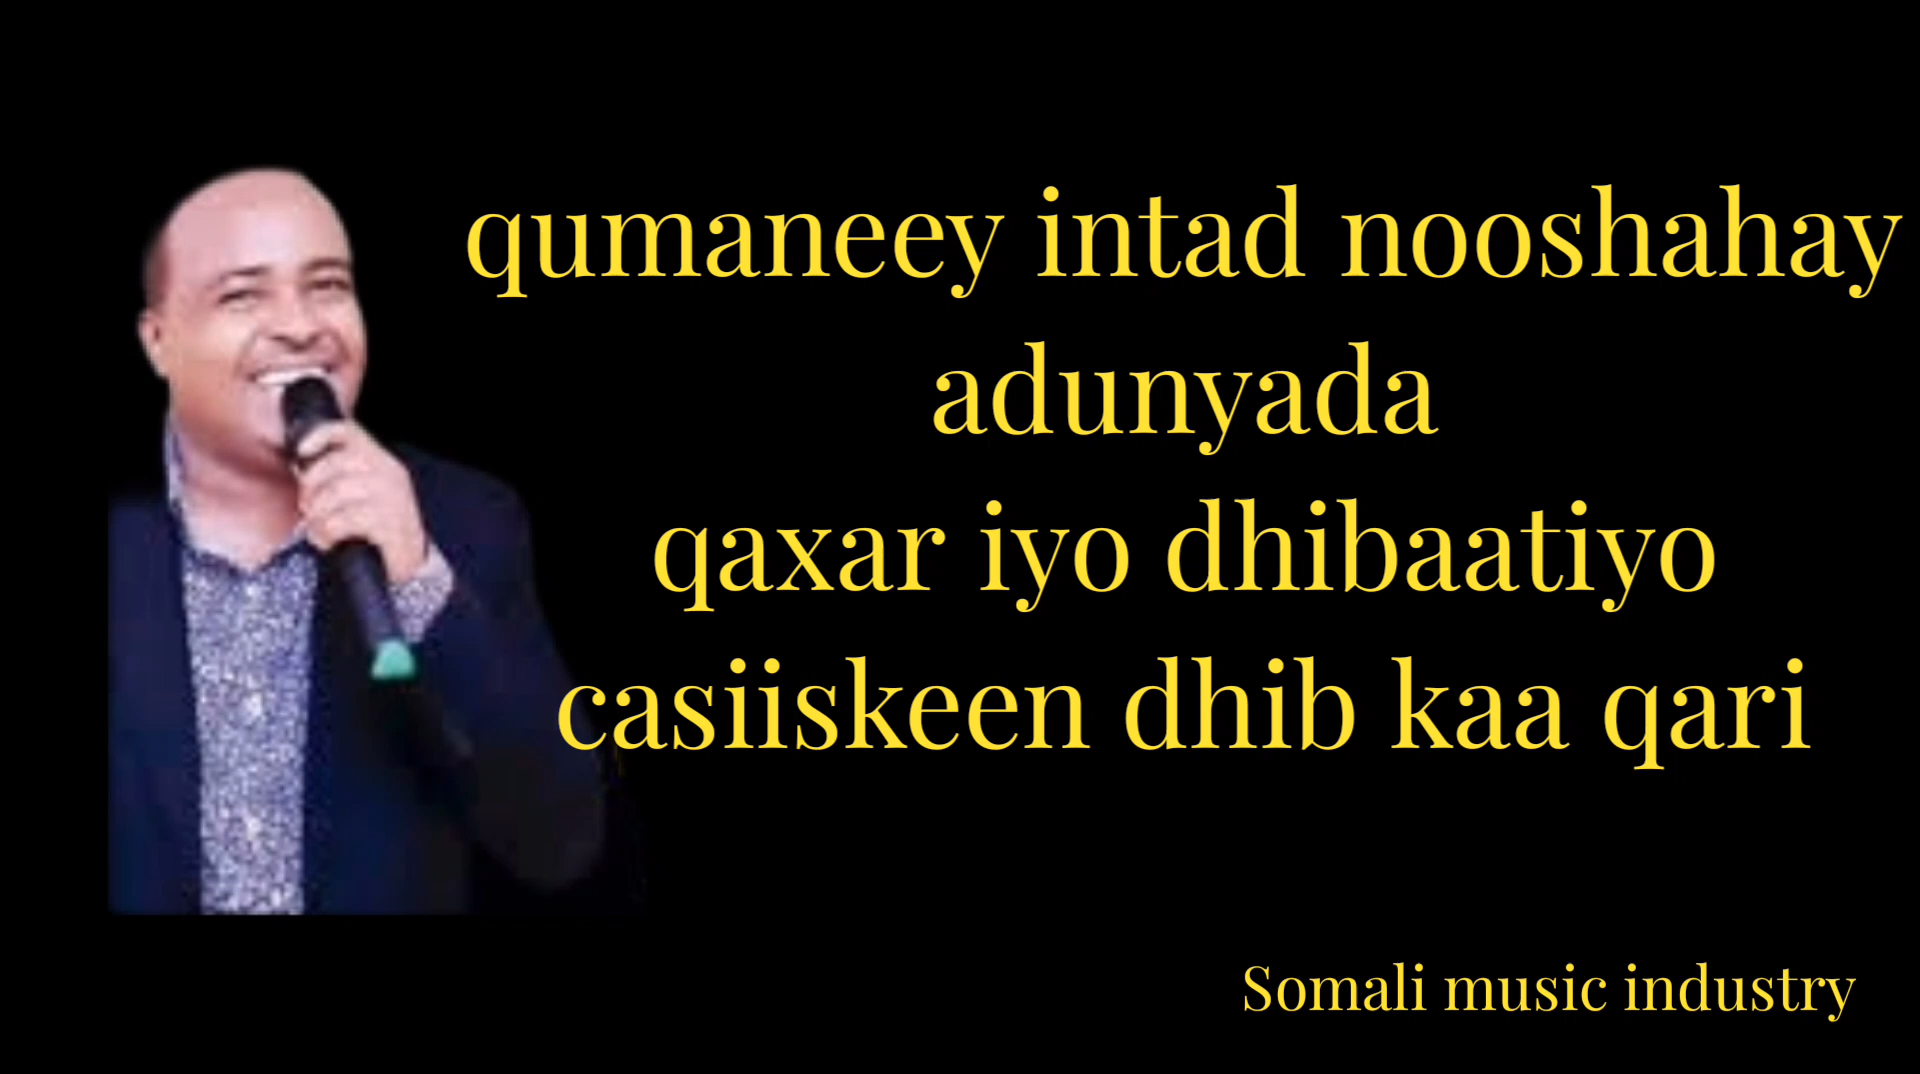 qumaneey intad nooshahay
adunyada
qaxar iyo dhibaatiyo
casiiskeen dhib kaa qari
Somali music industry